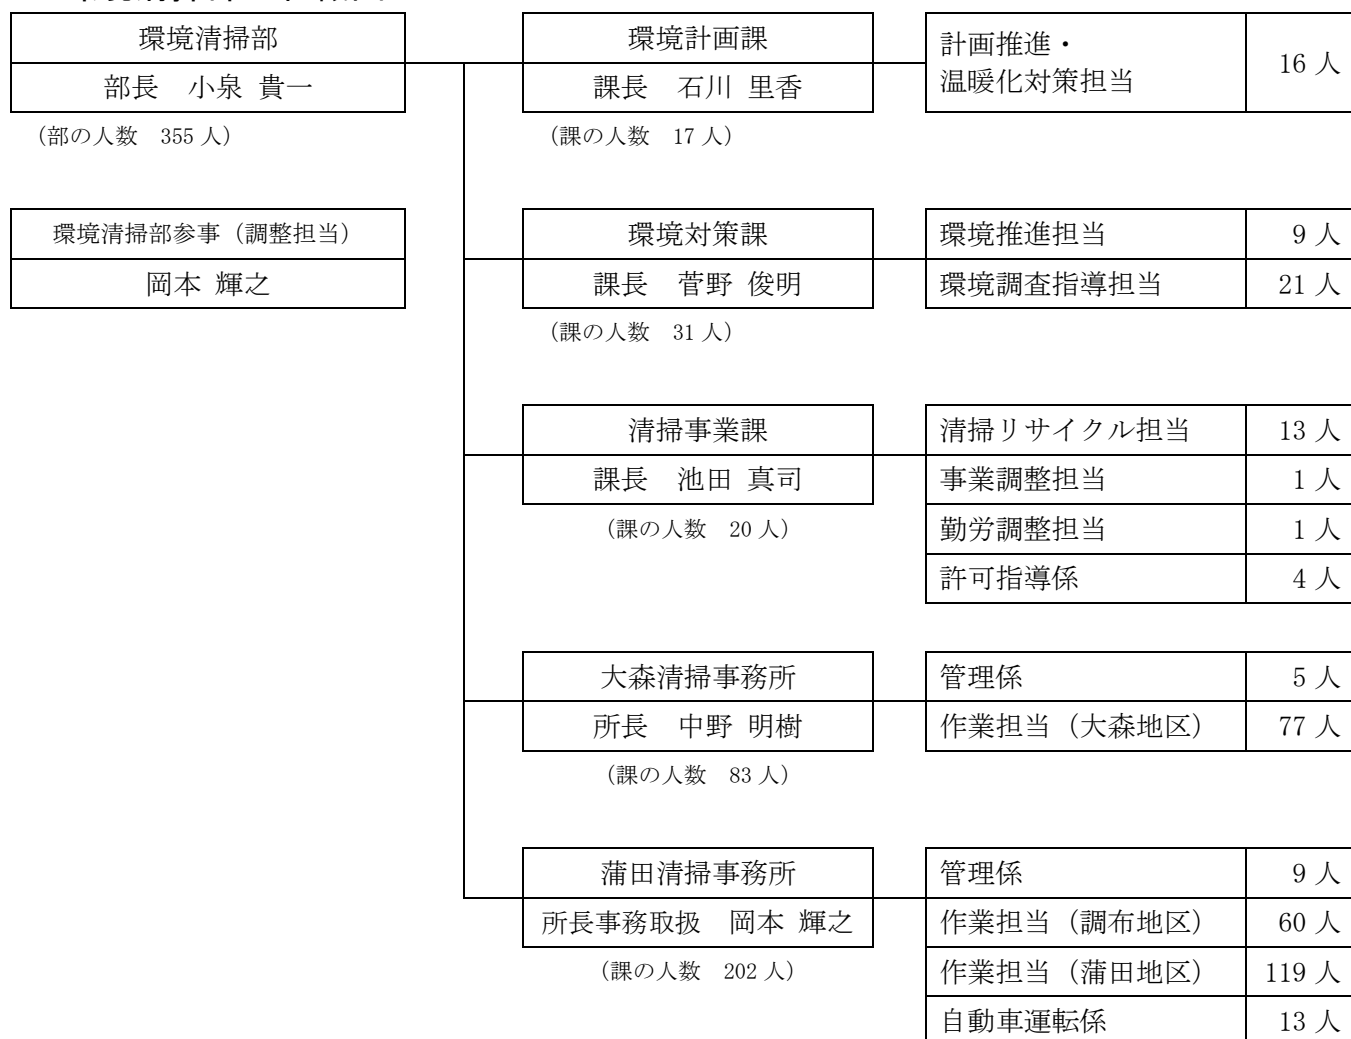 環境清掃部
部長　小泉 貴一
（部の人数　355 人）
環境清掃部参事（調整担当）
岡本 輝之
環境計画課
課長　石川 里香
（課の人数　17 人）
計画推進・
温暖化対策担当
16 人
環境対策課
課長　菅野 俊明
（課の人数　31 人）
環境推進担当　9 人
環境調査指導担当　21 人
清掃事業課
課長　池田 真司
（課の人数　20 人）
清掃リサイクル担当　13 人
事業調整担当　1 人
勤労調整担当　1 人
許可指導係　4 人
大森清掃事務所
所長　中野 明樹
（課の人数　83 人）
管理係　5 人
作業担当（大森地区）　77 人
蒲田清掃事務所
所長事務取扱　岡本 輝之
（課の人数　202 人）
管理係　9 人
作業担当（調布地区）　60 人
作業担当（蒲田地区）　119 人
自動車運転係　13 人